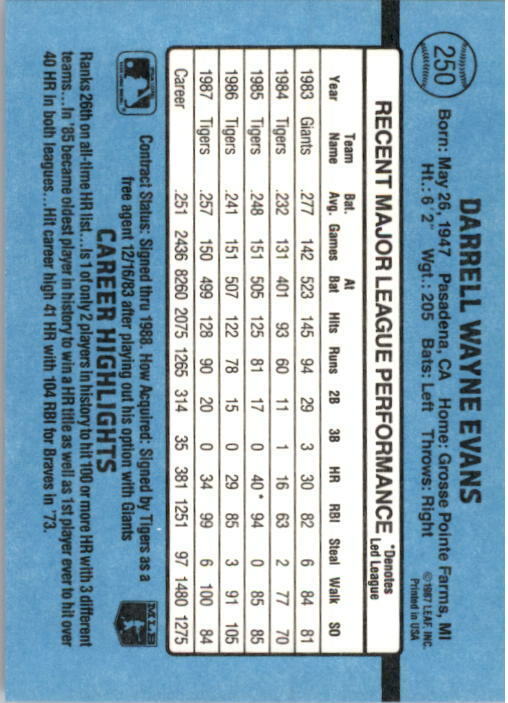 250
DARRELL WAYNE EVANS
©1987 LEAF, INC.
Printed in USA
Born: May 26, 1947 Pasadena, CA Home: Grosse Pointe Farms, MI
Ht.: 6' 2" Wgt.: 205 Bats: Left Throws: Right
RECENT MAJOR LEAGUE PERFORMANCE *Denotes Led League
Year Team Name Bat. Avg. Games At Bat Hits Runs 2B 3B HR RBI Steal Walk SO
1983 Giants .277 142 523 145 94 29 3 30 82 6 84 81
1984 Tigers .232 131 401 93 60 11 1 16 63 2 77 70
1985 Tigers .248 151 505 125 81 17 0 40* 94 0 85 85
1986 Tigers .241 151 507 122 78 15 0 29 85 3 91 105
1987 Tigers .257 150 499 128 90 20 0 34 99 6 100 84
Career .251 2436 8260 2075 1265 314 35 381 1251 97 1480 1275
Contract Status: Signed thru 1988. How Acquired: Signed by Tigers as a
free agent 12/16/83 after playing out his option with Giants
MLB
CAREER HIGHLIGHTS
Ranks 26th on all-time HR list...Is 1 of only 2 players in history to hit 100 or more HR with 3 different
teams...In '85 became oldest player in history to win a HR title as well as 1st player ever to hit over
40 HR in both leagues...Hit career high 41 HR with 104 RBI for Braves in '73.